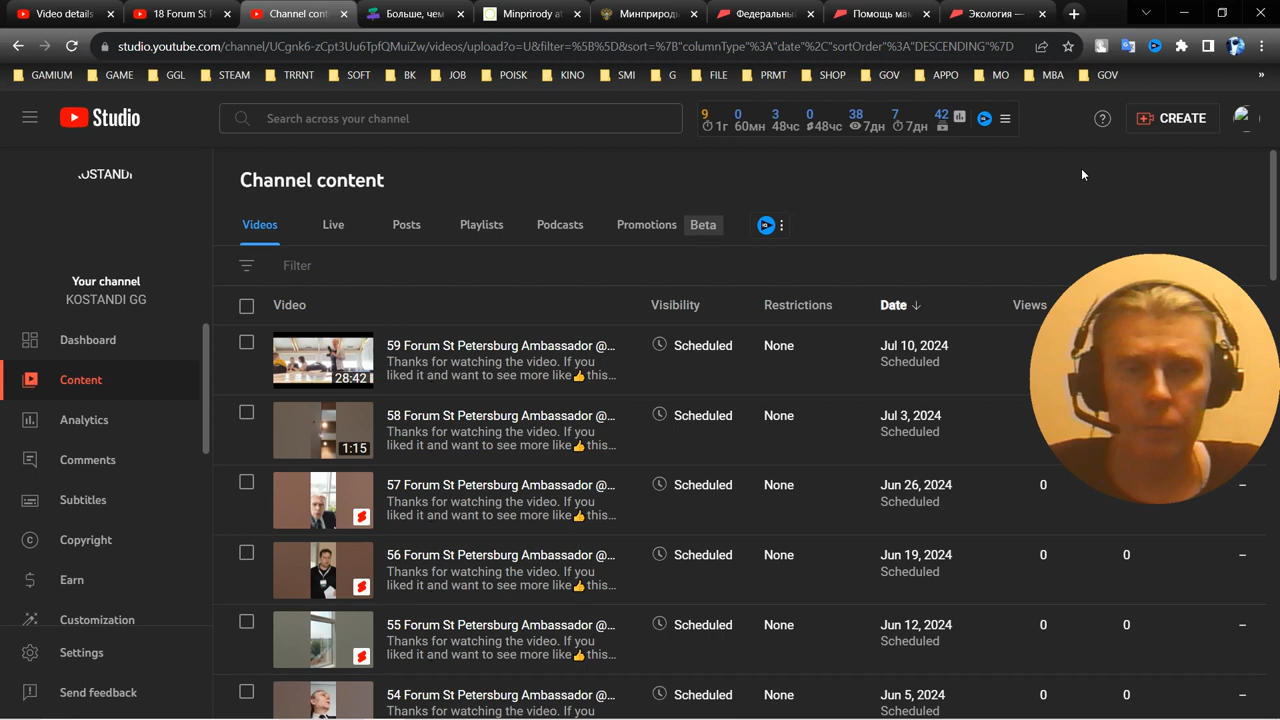 Video details
18 Forum St P
Channel cont
Больше, чем
Minprirody at
Минприрод
Федеральный
Помощь мам
Экология —
studio.youtube.com/channel/UCgnk6-zCpt3Uu6TpfQMuiZw/videos/upload?o=U&filter=%5B%5D&sort=%7B"columnType"%3A"date"%2C"sortOrder"%3A"DESCENDING"%7D
GAMIUM GAME GGL STEAM TRRNT SOFT BK JOB POISK KINO SMI G FILE PRMT SHOP GOV APPO MO MBA GOV »
Studio
Search across your channel
9 0 3 0 38 7 42
1г 60мн 48чс 48чс 7дн 7дн
CREATE
KOSTANDI
Your channel
KOSTANDI GG
Dashboard
Content
Analytics
Comments
Subtitles
Copyright
Earn
Customization
Settings
Send feedback
Channel content
Videos Live Posts Playlists Podcasts Promotions Beta
Filter
Video Visibility Restrictions Date Views
28:42
59 Forum St Petersburg Ambassador @...
Thanks for watching the video. If you
liked it and want to see more like👍this...
Scheduled None Jul 10, 2024
Scheduled
1:15
58 Forum St Petersburg Ambassador @...
Thanks for watching the video. If you
liked it and want to see more like👍this...
Scheduled None Jul 3, 2024
Scheduled
57 Forum St Petersburg Ambassador @...
Thanks for watching the video. If you
liked it and want to see more like👍this...
Scheduled None Jun 26, 2024 0 –
Scheduled
56 Forum St Petersburg Ambassador @...
Thanks for watching the video. If you
liked it and want to see more like👍this...
Scheduled None Jun 19, 2024 0 0 –
Scheduled
55 Forum St Petersburg Ambassador @...
Thanks for watching the video. If you
liked it and want to see more like👍this...
Scheduled None Jun 12, 2024 0 0 –
Scheduled
54 Forum St Petersburg Ambassador @...
Thanks for watching the video. If you
Scheduled None Jun 5, 2024 0 0 –
Scheduled